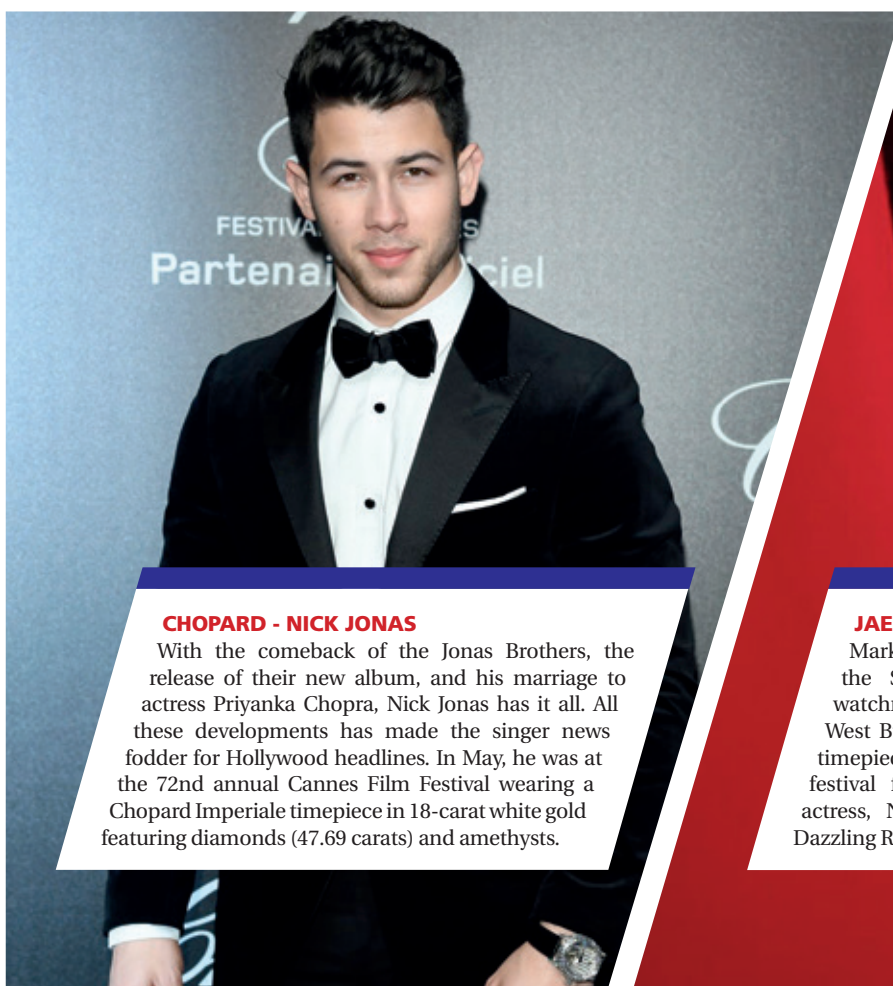 FESTIVA
S
Partenai
ciel
CHOPARD - NICK JONAS
With the comeback of the Jonas Brothers, the
release of their new album, and his marriage to
actress Priyanka Chopra, Nick Jonas has it all. All
these developments has made the singer news
fodder for Hollywood headlines. In May, he was at
the 72nd annual Cannes Film Festival wearing a
Chopard Imperiale timepiece in 18-carat white gold
featuring diamonds (47.69 carats) and amethysts.
JAE
Mark
the S
watchm
West B
timepiec
festival f
actress, N
Dazzling R